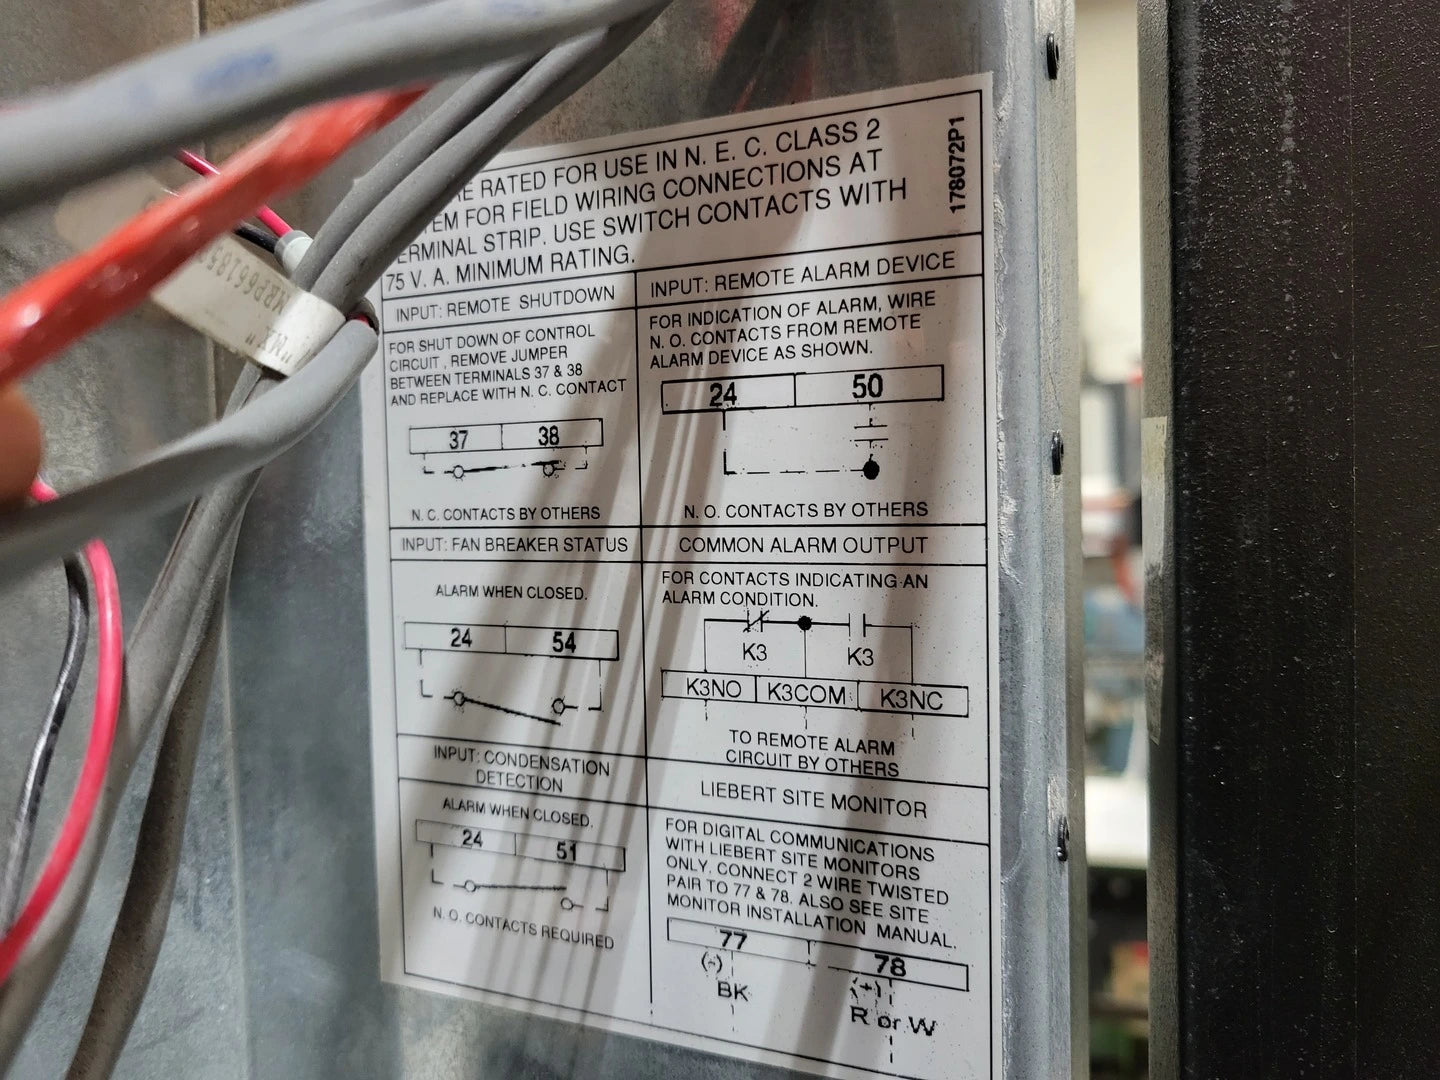 RATED FOR USE IN N. E. C. CLASS 2
FOR FIELD WIRING CONNECTIONS AT
STRIP. USE SWITCH CONTACTS WITH
75 V. A. MINIMUM RATING.
178072P1
INPUT: REMOTE SHUTDOWN
FOR SHUT DOWN OF CONTROL
CIRCUIT , REMOVE JUMPER
BETWEEN TERMINALS 37 & 38
AND REPLACE WITH N. C. CONTACT
37 38
N. C. CONTACTS BY OTHERS
INPUT: REMOTE ALARM DEVICE
FOR INDICATION OF ALARM, WIRE
N. O. CONTACTS FROM REMOTE
ALARM DEVICE AS SHOWN.
24 50
N. O. CONTACTS BY OTHERS
INPUT: FAN BREAKER STATUS
ALARM WHEN CLOSED.
24 54
COMMON ALARM OUTPUT
FOR CONTACTS INDICATING AN
ALARM CONDITION.
K3 K3
K3NO K3COM K3NC
TO REMOTE ALARM
CIRCUIT BY OTHERS
INPUT: CONDENSATION
DETECTION
ALARM WHEN CLOSED.
24 51
N. O. CONTACTS REQUIRED
LIEBERT SITE MONITOR
FOR DIGITAL COMMUNICATIONS
WITH LIEBERT SITE MONITORS
ONLY. CONNECT 2 WIRE TWISTED
PAIR TO 77 & 78. ALSO SEE SITE
MONITOR INSTALLATION MANUAL.
77 78
(-) (+)
BK R or W